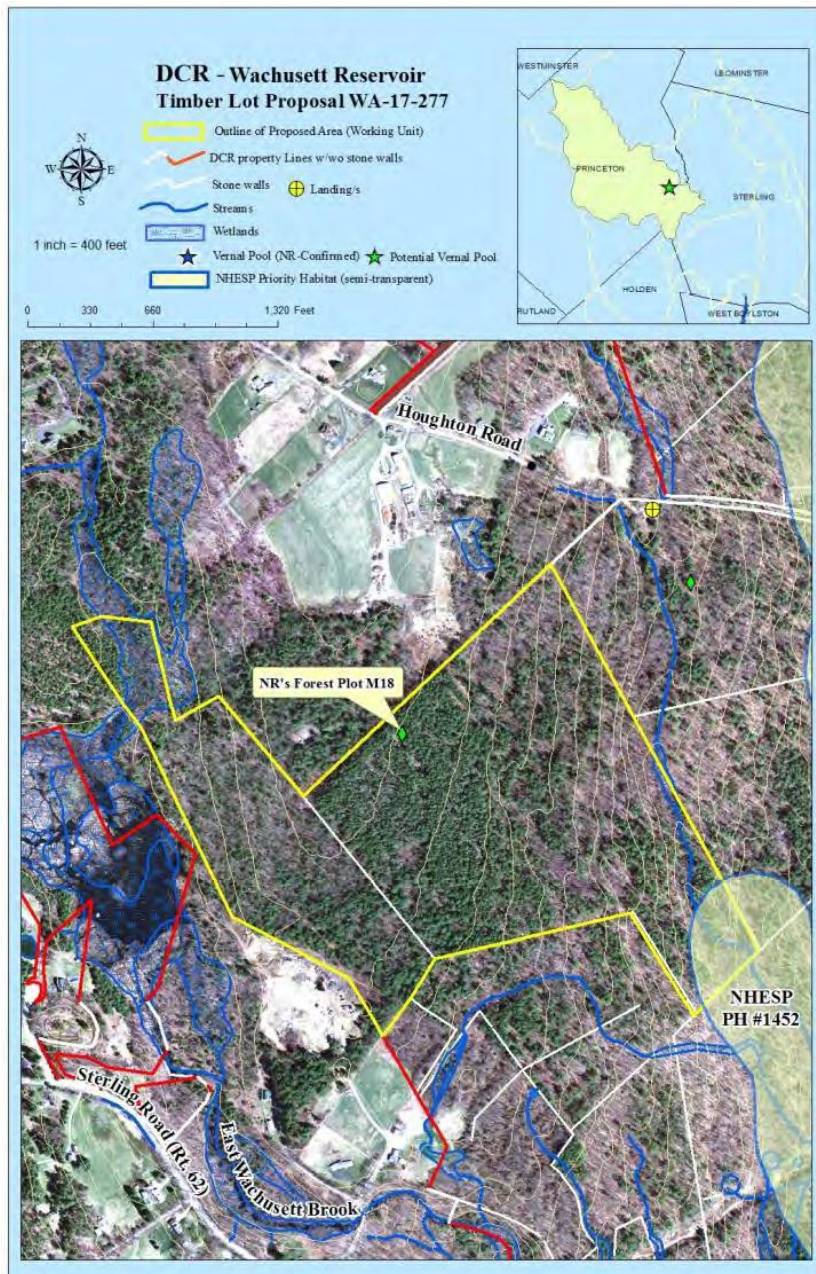 DCR - Wachusett Reservoir
Timber Lot Proposal WA-17-277
Outline of Proposed Area (Working Unit)
DCR property Lines w/wo stone walls
Stone walls
Landing/s
Streams
Wetlands
Vernal Pool (NR-Confirmed)
Potential Vernal Pool
NHESP Priority Habitat (semi-transparent)
N
W
E
S
1 inch = 400 feet
0 330 660 1,320 Feet
WESTMINSTER
LEOMINSTER
PRINCETON
STERLING
HOLDEN
RUTLAND
WEST BOYLSTON
Houghton Road
NR's Forest Plot M18
NHESP
PH #1452
Sterling Road (Rt. 62)
East Wachusett Brook